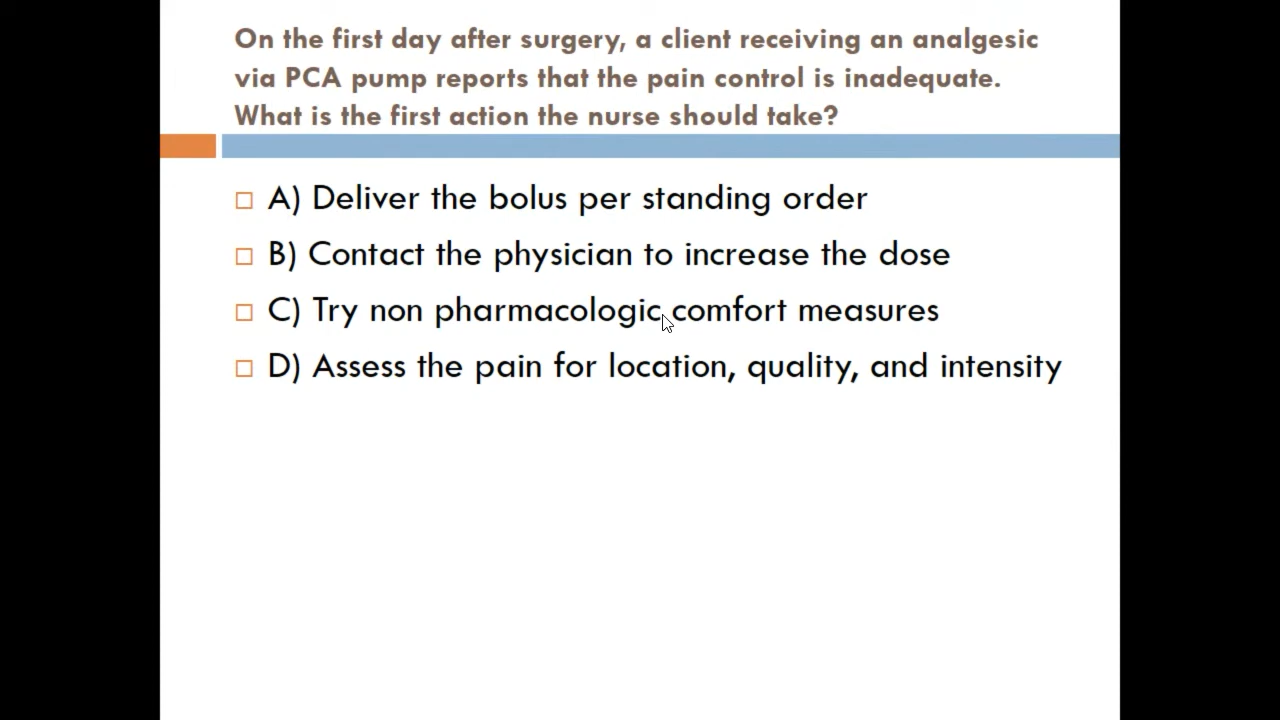 On the first day after surgery, a client receiving an analgesic
via PCA pump reports that the pain control is inadequate.
What is the first action the nurse should take?
A) Deliver the bolus per standing order
B) Contact the physician to increase the dose
C) Try non pharmacologic comfort measures
D) Assess the pain for location, quality, and intensity